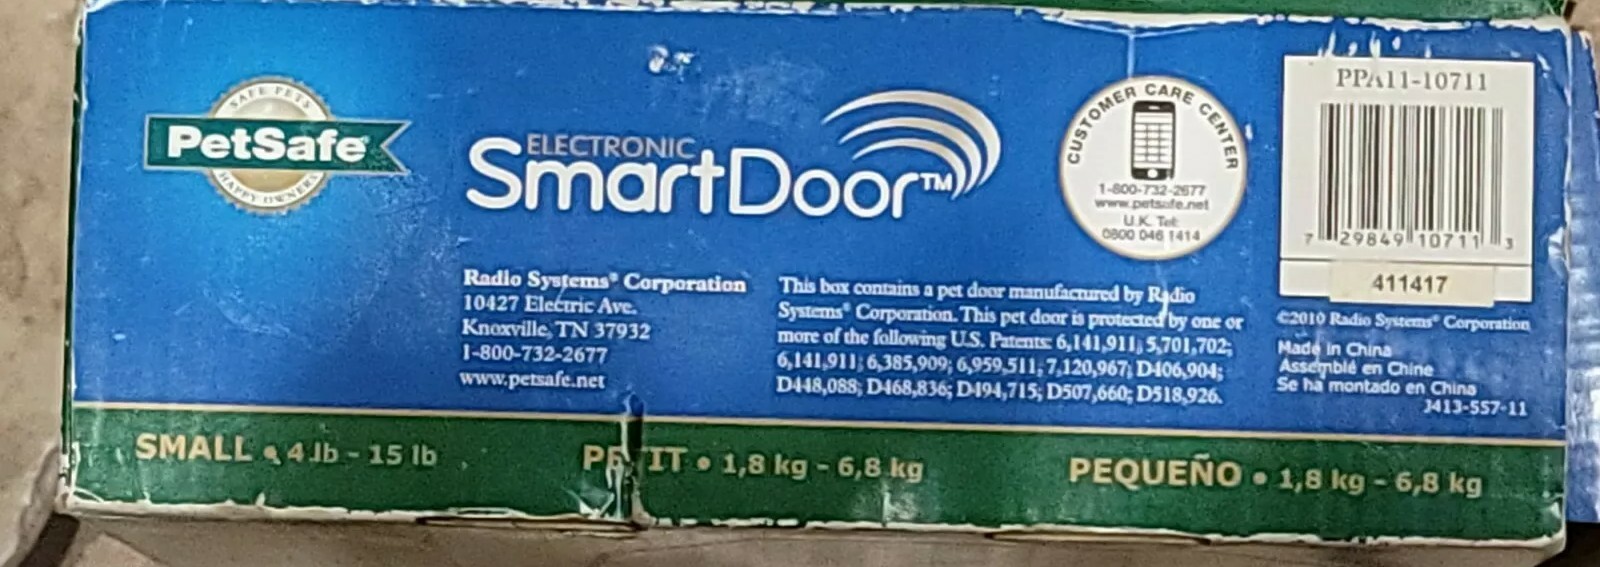 SAFE PETS
PetSafe®
HAPPY OWNERS
ELECTRONIC
SmartDoor™
CUSTOMER CARE CENTER
1-800-732-2677
www.petsafe.net
U.K. Tel:
0800 046 1414
PPA11-10711
7 29849 10711 3
411417
Radio Systems® Corporation
10427 Electric Ave.
Knoxville, TN 37932
1-800-732-2677
www.petsafe.net
This box contains a pet door manufactured by Radio
Systems® Corporation. This pet door is protected by one or
more of the following U.S. Patents: 6,141,911; 5,701,702;
6,141,911; 6,385,909; 6,959,511; 7,120,967; D406,904;
D448,088; D468,836; D494,715; D507,660; D518,926.
©2010 Radio Systems® Corporation
Made in China
Assemblé en Chine
Se ha montado en China
J413-557-11
SMALL • 4 lb - 15 lb
PETIT • 1,8 kg - 6,8 kg
PEQUEÑO • 1,8 kg - 6,8 kg